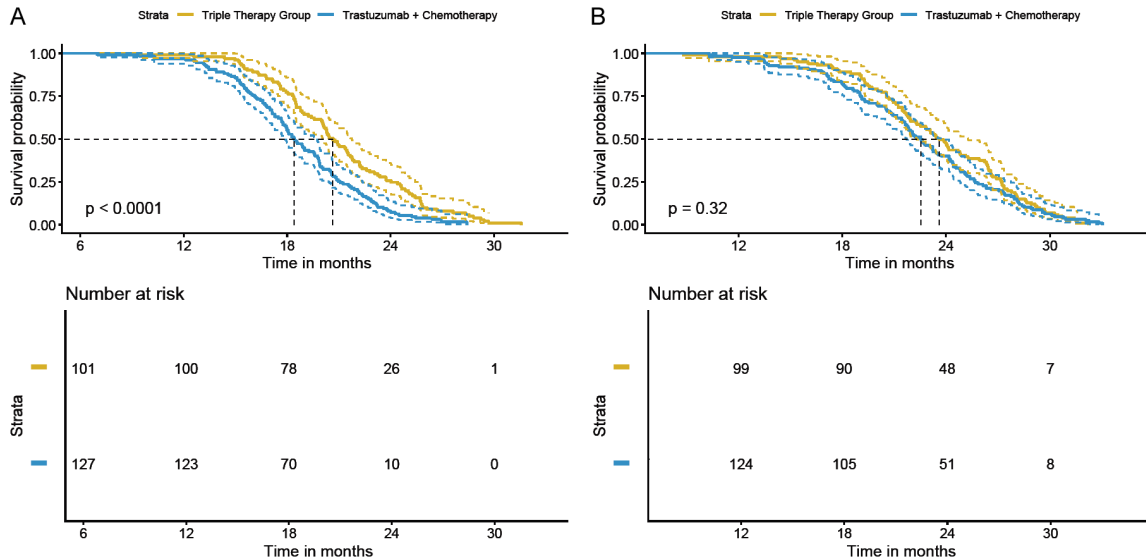 A
Strata Triple Therapy Group Trastuzumab + Chemotherapy
Survival probability
1.00
0.75
0.50
0.25
0.00
p < 0.0001
6 12 18 24 30
Time in months
Number at risk
Strata
101 100 78 26 1
127 123 70 10 0
6 12 18 24 30
Time in months
B
Strata Triple Therapy Group Trastuzumab + Chemotherapy
Survival probability
1.00
0.75
0.50
0.25
0.00
p = 0.32
12 18 24 30
Time in months
Number at risk
Strata
99 90 48 7
124 105 51 8
12 18 24 30
Time in months